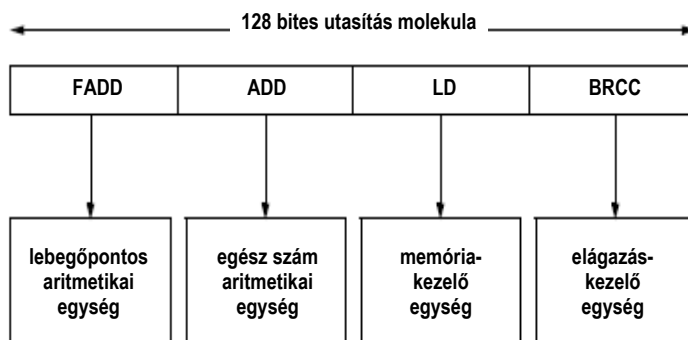 128 bites utasítás molekula
FADD ADD LD BRCC
lebegőpontos
aritmetikai
egység
egész szám
aritmetikai
egység
memória-
kezelő
egység
elágazás-
kezelő
egység